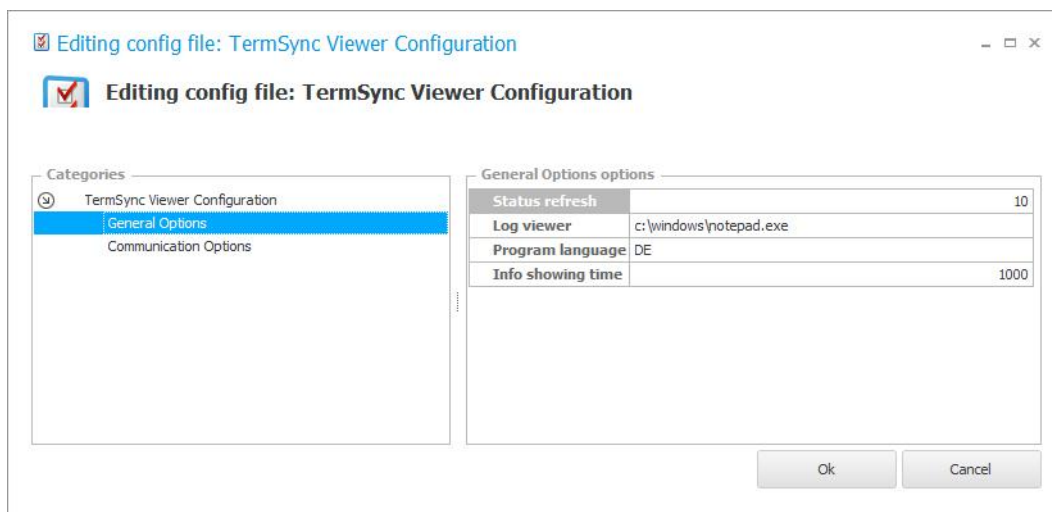 Editing config file: TermSync Viewer Configuration
Editing config file: TermSync Viewer Configuration
Categories
TermSync Viewer Configuration
General Options
Communication Options
General Options options
Status refresh 10
Log viewer c:\windows\notepad.exe
Program language DE
Info showing time 1000
Ok Cancel